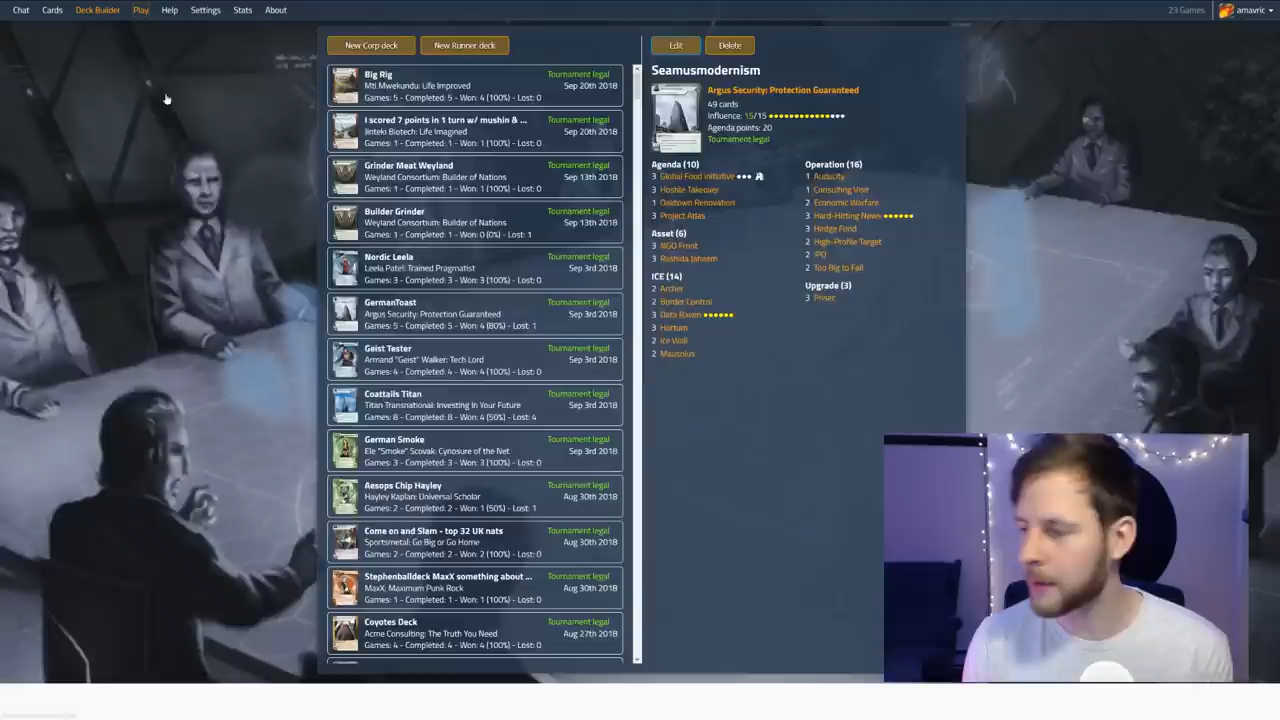 Chat Cards Deck Builder Play Help Settings Stats About 23 Games amavric
New Corp deck New Runner deck
Big Rig Tournament legal
Mti Mwekundu: Life Improved Sep 20th 2018
Games: 5 - Completed: 5 - Won: 4 (100%) - Lost: 0
I scored 7 points in 1 turn w/ mushin & ... Tournament legal
Jinteki Biotech: Life Imagined Sep 20th 2018
Games: 1 - Completed: 1 - Won: 1 (100%) - Lost: 0
Grinder Meat Weyland Tournament legal
Weyland Consortium: Builder of Nations Sep 13th 2018
Games: 1 - Completed: 1 - Won: 1 (100%) - Lost: 0
Builder Grinder Tournament legal
Weyland Consortium: Builder of Nations Sep 13th 2018
Games: 1 - Completed: 1 - Won: 0 (0%) - Lost: 1
Nordic Leela Tournament legal
Leela Patel: Trained Pragmatist Sep 3rd 2018
Games: 3 - Completed: 3 - Won: 3 (100%) - Lost: 0
GermanToast Tournament legal
Argus Security: Protection Guaranteed Sep 3rd 2018
Games: 5 - Completed: 5 - Won: 4 (80%) - Lost: 1
Geist Tester Tournament legal
Armand "Geist" Walker: Tech Lord Sep 3rd 2018
Games: 4 - Completed: 4 - Won: 4 (100%) - Lost: 0
Coattails Titan Tournament legal
Titan Transnational: Investing In Your Future Sep 3rd 2018
Games: 8 - Completed: 8 - Won: 4 (50%) - Lost: 4
German Smoke Tournament legal
Ele "Smoke" Scovak: Cynosure of the Net Sep 3rd 2018
Games: 3 - Completed: 3 - Won: 3 (100%) - Lost: 0
Aesops Chip Hayley Tournament legal
Hayley Kaplan: Universal Scholar Aug 30th 2018
Games: 2 - Completed: 2 - Won: 1 (50%) - Lost: 1
Come on and Slam - top 32 UK nats Tournament legal
Sportsmetal: Go Big or Go Home Aug 30th 2018
Games: 2 - Completed: 2 - Won: 2 (100%) - Lost: 0
Stephenballdeck MaxX something about ... Tournament legal
MaxX: Maximum Punk Rock Aug 30th 2018
Games: 1 - Completed: 1 - Won: 1 (100%) - Lost: 0
Coyotes Deck Tournament legal
Acme Consulting: The Truth You Need Aug 27th 2018
Games: 4 - Completed: 4 - Won: 4 (100%) - Lost: 0
Edit Delete
Seamusmodernism
Argus Security: Protection Guaranteed
49 cards
Influence: 15/15
Agenda points: 20
Tournament legal
Agenda (10)
3 Global Food Initiative
3 Hostile Takeover
1 Oaktown Renovation
3 Project Atlas
Asset (6)
3 NGO Front
3 Rashida Jaheem
ICE (14)
2 Archer
2 Border Control
3 Data Raven
3 Hortum
2 Ice Wall
2 Mausolus
Operation (16)
1 Audacity
1 Consulting Visit
2 Economic Warfare
3 Hard-Hitting News
3 Hedge Fund
2 High-Profile Target
2 IPO
2 Too Big to Fail
Upgrade (3)
3 Prisec